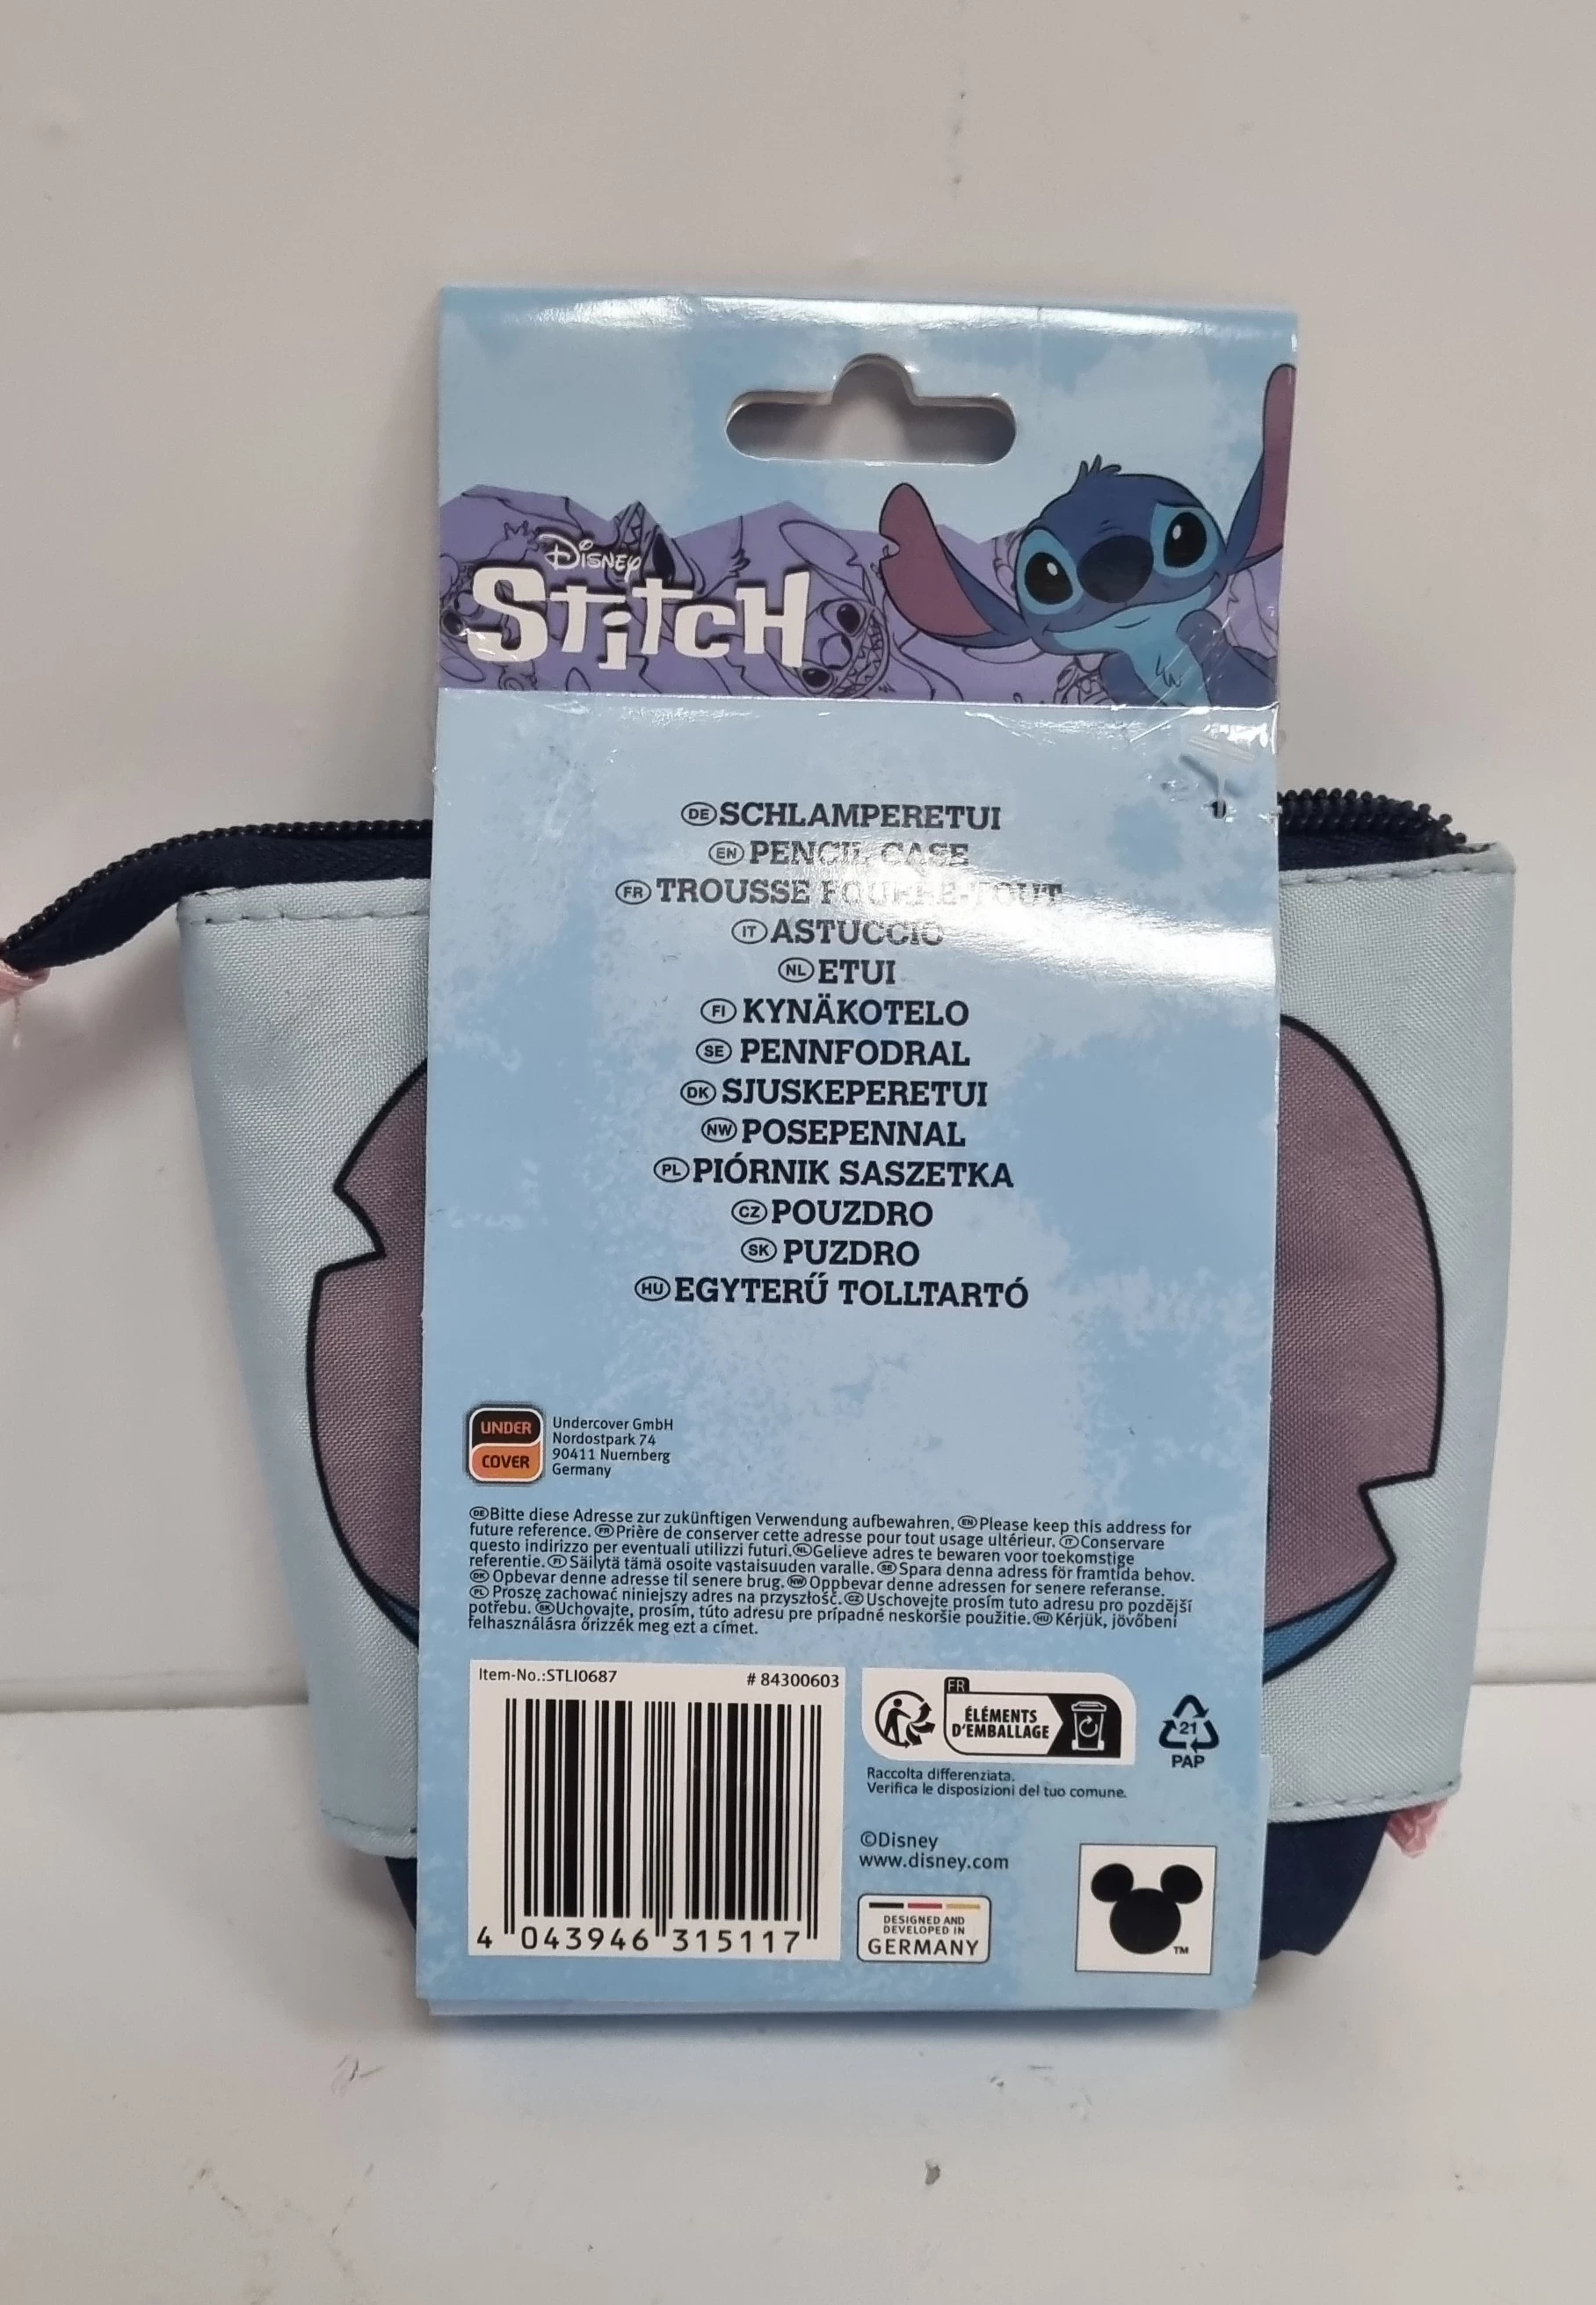 Disney
Stitch
DE SCHLAMPERETUI
EN PENCIL CASE
FR TROUSSE FOURRE-TOUT
IT ASTUCCIO
NL ETUI
FI KYNÄKOTELO
SE PENNFODRAL
DK SJUSKEPERETUI
NW POSEPENNAL
PL PIÓRNIK SASZETKA
CZ POUZDRO
SK PUZDRO
HU EGYTERŰ TOLLTARTÓ
UNDER
COVER
Undercover GmbH
Nordostpark 74
90411 Nuernberg
Germany
DE Bitte diese Adresse zur zukünftigen Verwendung aufbewahren. EN Please keep this address for
future reference. FR Prière de conserver cette adresse pour tout usage ultérieur. IT Conservare
questo indirizzo per eventuali utilizzi futuri. NL Gelieve adres te bewaren voor toekomstige
referentie. FI Säilytä tämä osoite vastaisuuden varalle. SE Spara denna adress för framtida behov.
DK Opbevar denne adresse til senere brug. NW Oppbevar denne adressen for senere referanse.
PL Proszę zachować niniejszy adres na przyszłość. CZ Uschovejte prosím tuto adresu pro pozdější
potřebu. SK Uchovajte, prosím, túto adresu pre prípadné neskoršie použitie. HU Kérjük, jövőbeni
felhasználásra őrizzék meg ezt a címet.
Item-No.:STLI0687 # 84300603
4 043946 315117
FR
ÉLÉMENTS
D'EMBALLAGE
21
PAP
Raccolta differenziata.
Verifica le disposizioni del tuo comune.
©Disney
www.disney.com
DESIGNED AND
DEVELOPED IN
GERMANY
TM